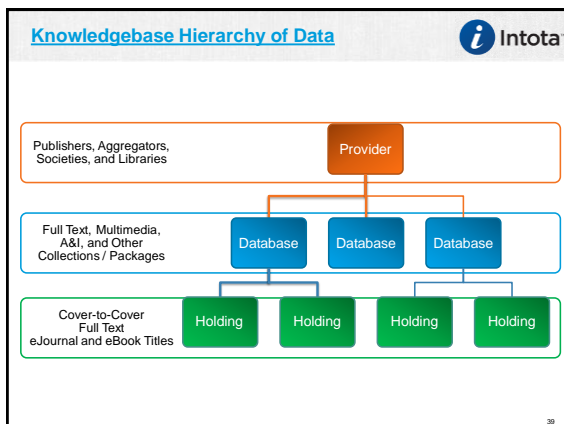 Knowledgebase Hierarchy of Data
i Intota™
Publishers, Aggregators,
Societies, and Libraries
Provider
Full Text, Multimedia,
A&I, and Other
Collections / Packages
Database
Database
Database
Cover-to-Cover
Full Text
eJournal and eBook Titles
Holding
Holding
Holding
Holding
39